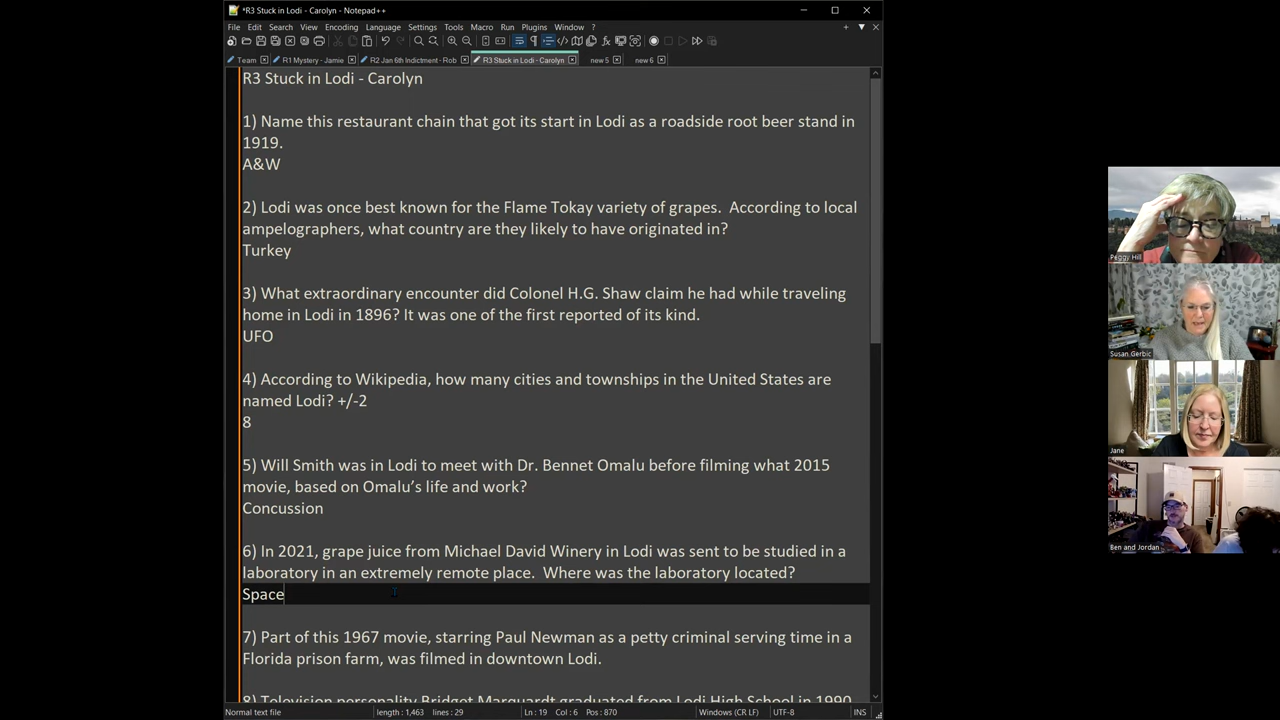 *R3 Stuck in Lodi - Carolyn - Notepad++
File Edit Search View Encoding Language Settings Tools Macro Run Plugins Window ?
Team R1 Mystery - Jamie R2 Jan 6th Indictment - Rob R3 Stuck in Lodi - Carolyn new 5 new 6
R3 Stuck in Lodi - Carolyn
1) Name this restaurant chain that got its start in Lodi as a roadside root beer stand in
1919.
A&W
2) Lodi was once best known for the Flame Tokay variety of grapes.  According to local
ampelographers, what country are they likely to have originated in?
Turkey
3) What extraordinary encounter did Colonel H.G. Shaw claim he had while traveling
home in Lodi in 1896? It was one of the first reported of its kind.
UFO
4) According to Wikipedia, how many cities and townships in the United States are
named Lodi? +/-2
8
5) Will Smith was in Lodi to meet with Dr. Bennet Omalu before filming what 2015
movie, based on Omalu’s life and work?
Concussion
6) In 2021, grape juice from Michael David Winery in Lodi was sent to be studied in a
laboratory in an extremely remote place.  Where was the laboratory located?
Space
7) Part of this 1967 movie, starring Paul Newman as a petty criminal serving time in a
Florida prison farm, was filmed in downtown Lodi.
8) Television personality Bridget Marquardt graduated from Lodi High School in 1990
Normal text file length : 1,463 lines : 29 Ln : 19 Col : 6 Pos : 870 Windows (CR LF) UTF-8 INS
Peggy Hill
Susan Gerbic
Jane
Ben and Jordan